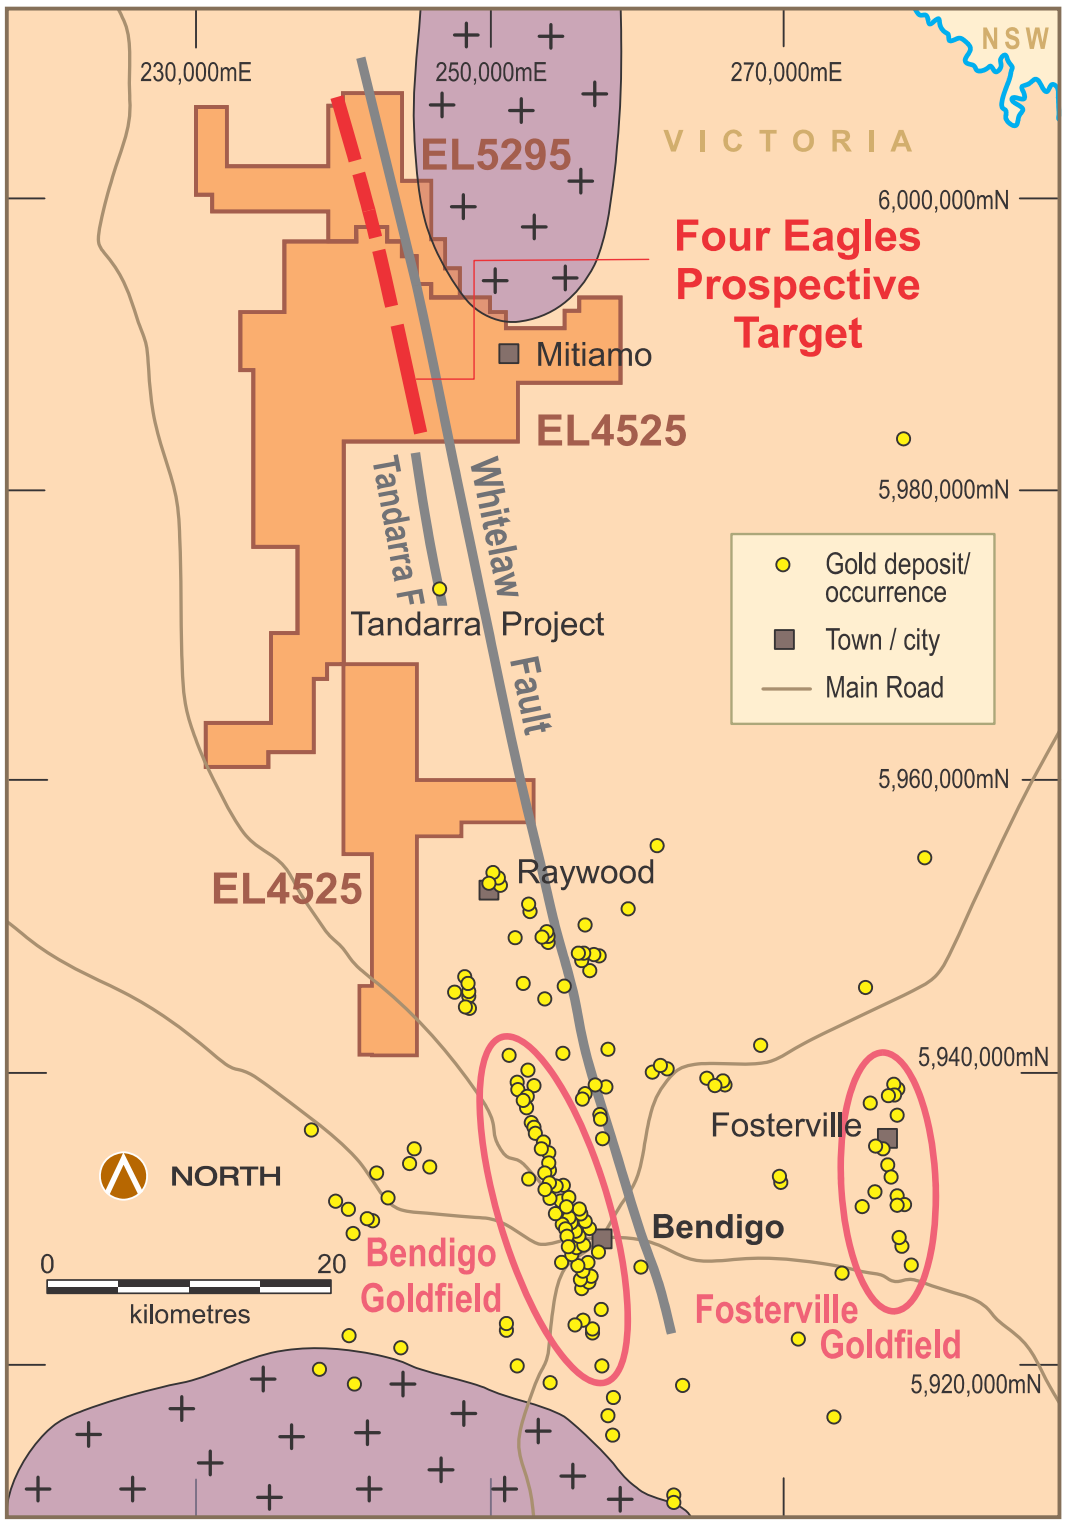 NSW
230,000mE
250,000mE
270,000mE
VICTORIA
EL5295
6,000,000mN
Four Eagles
Prospective
Target
Mitiamo
EL4525
Tandarra F
Whitelaw Fault
5,980,000mN
Gold deposit/
occurrence
Town / city
Main Road
Tandarra Project
5,960,000mN
Raywood
EL4525
5,940,000mN
Fosterville
NORTH
Bendigo
Bendigo
Goldfield
0 20
kilometres
Fosterville
Goldfield
5,920,000mN